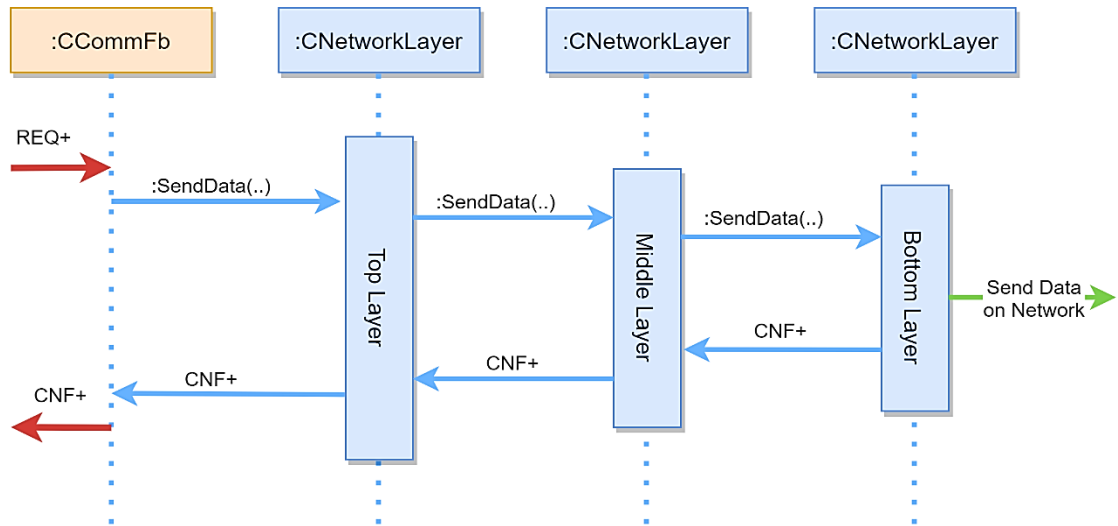 :CCommFb
:CNetworkLayer
:CNetworkLayer
:CNetworkLayer
REQ+
:SendData(..)
:SendData(..)
:SendData(..)
Top Layer
Middle Layer
Bottom Layer
Send Data
on Network
CNF+
CNF+
CNF+
CNF+